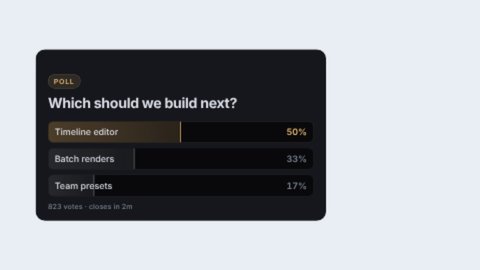 POLL
Which should we build next?
Timeline editor 50%
Batch renders 33%
Team presets 17%
823 votes · closes in 2m